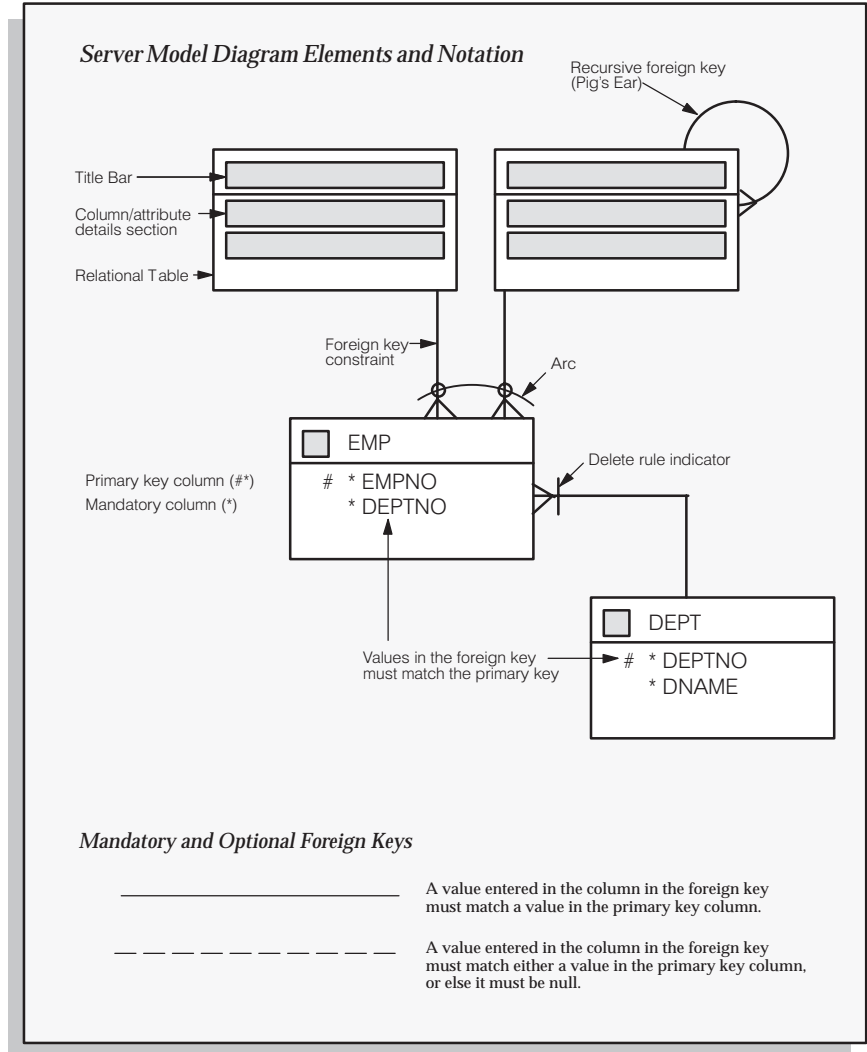 Server Model Diagram Elements and Notation
Recursive foreign key
(Pig's Ear)
Title Bar
Column/attribute
details section
Relational Table
Foreign key
constraint
Arc
EMP
Delete rule indicator
Primary key column (#*)
# * EMPNO
Mandatory column (*)
* DEPTNO
DEPT
Values in the foreign key
must match the primary key
# * DEPTNO
* DNAME
Mandatory and Optional Foreign Keys
A value entered in the column in the foreign key
must match a value in the primary key column.
A value entered in the column in the foreign key
must match either a value in the primary key column,
or else it must be null.